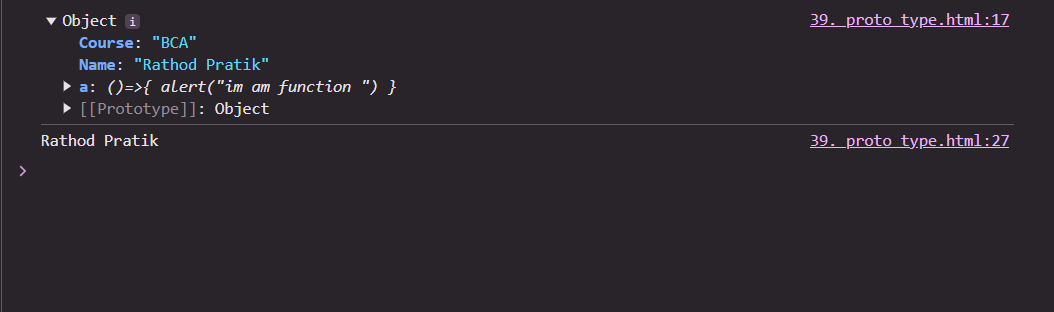 ▼ Object i 39. proto type.html:17
Course: "BCA"
Name: "Rathod Pratik"
▶ a: ()=>{ alert("im am function ") }
▶ [[Prototype]]: Object
Rathod Pratik 39. proto type.html:27
>